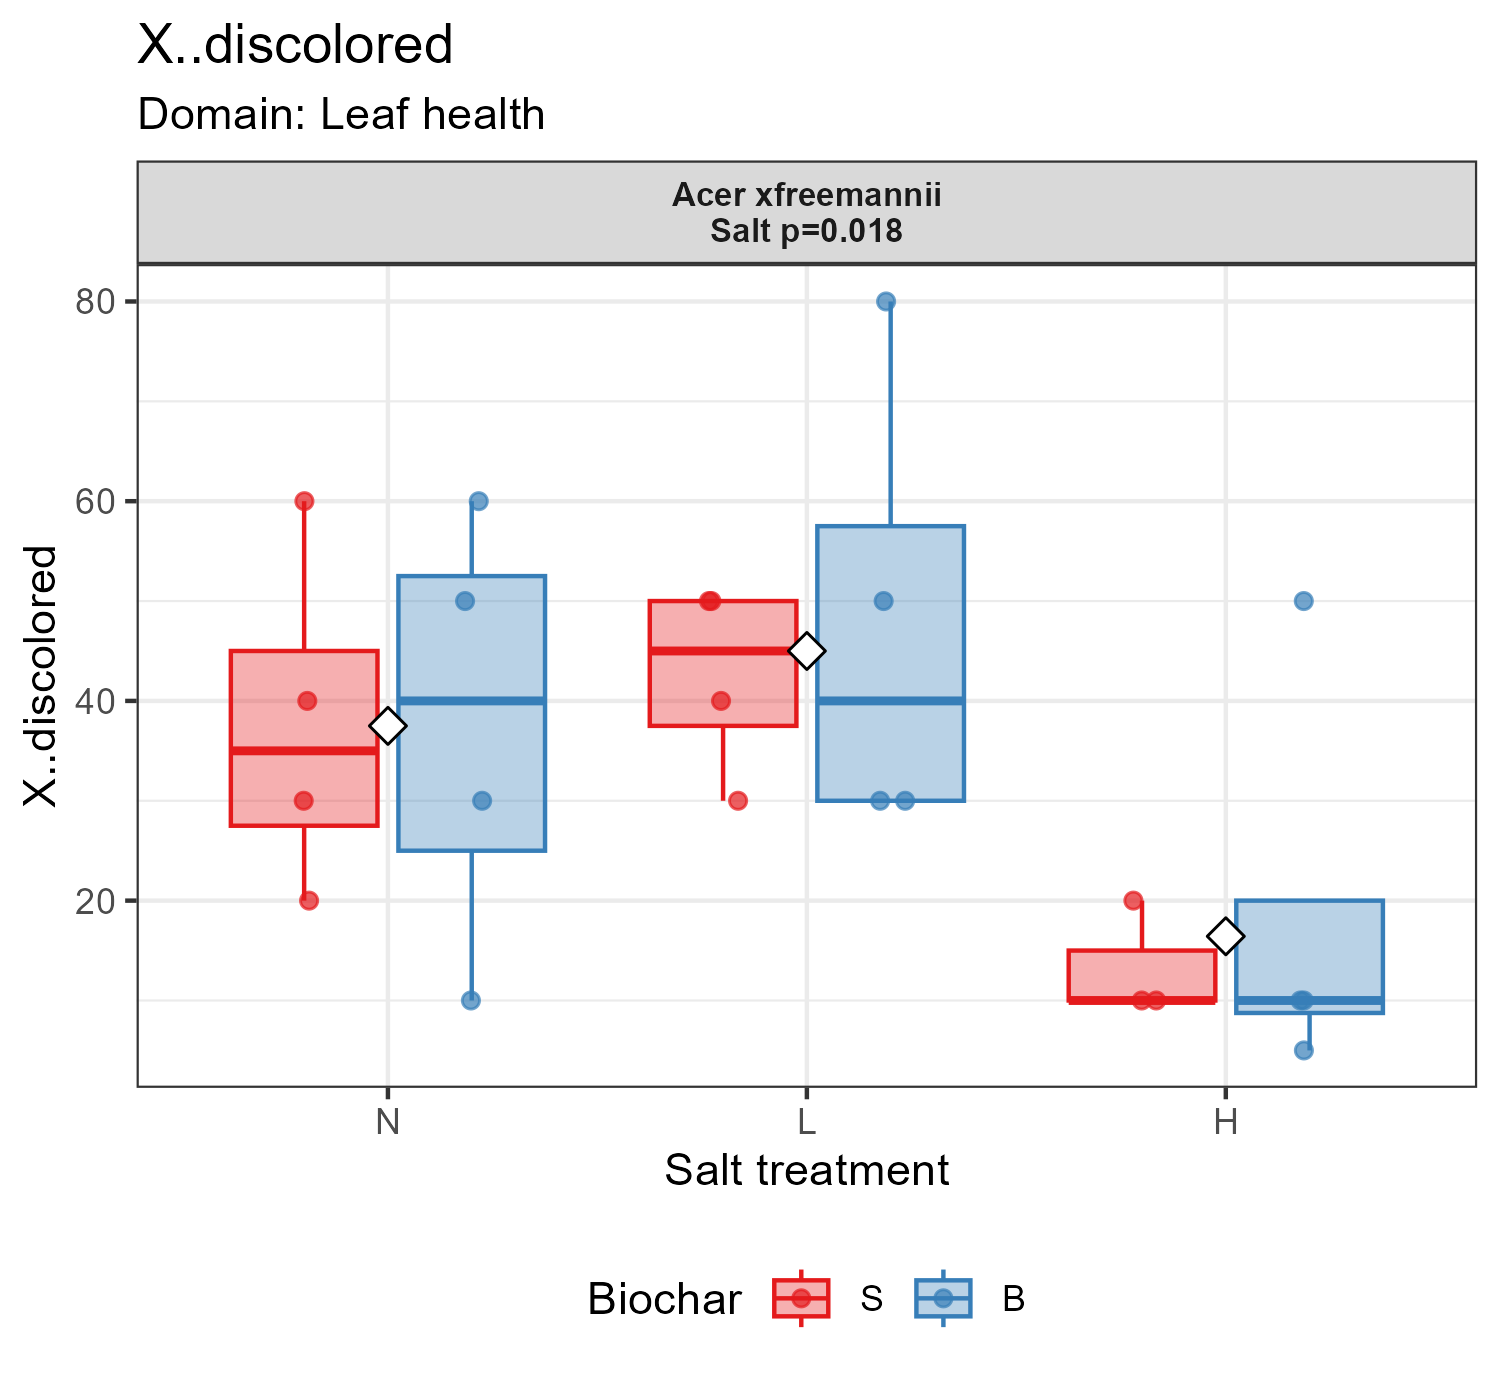 X..discolored
Domain: Leaf health
Acer xfreemannii
Salt p=0.018
X..discolored
80
60
40
20
N L H
Salt treatment
Biochar S B